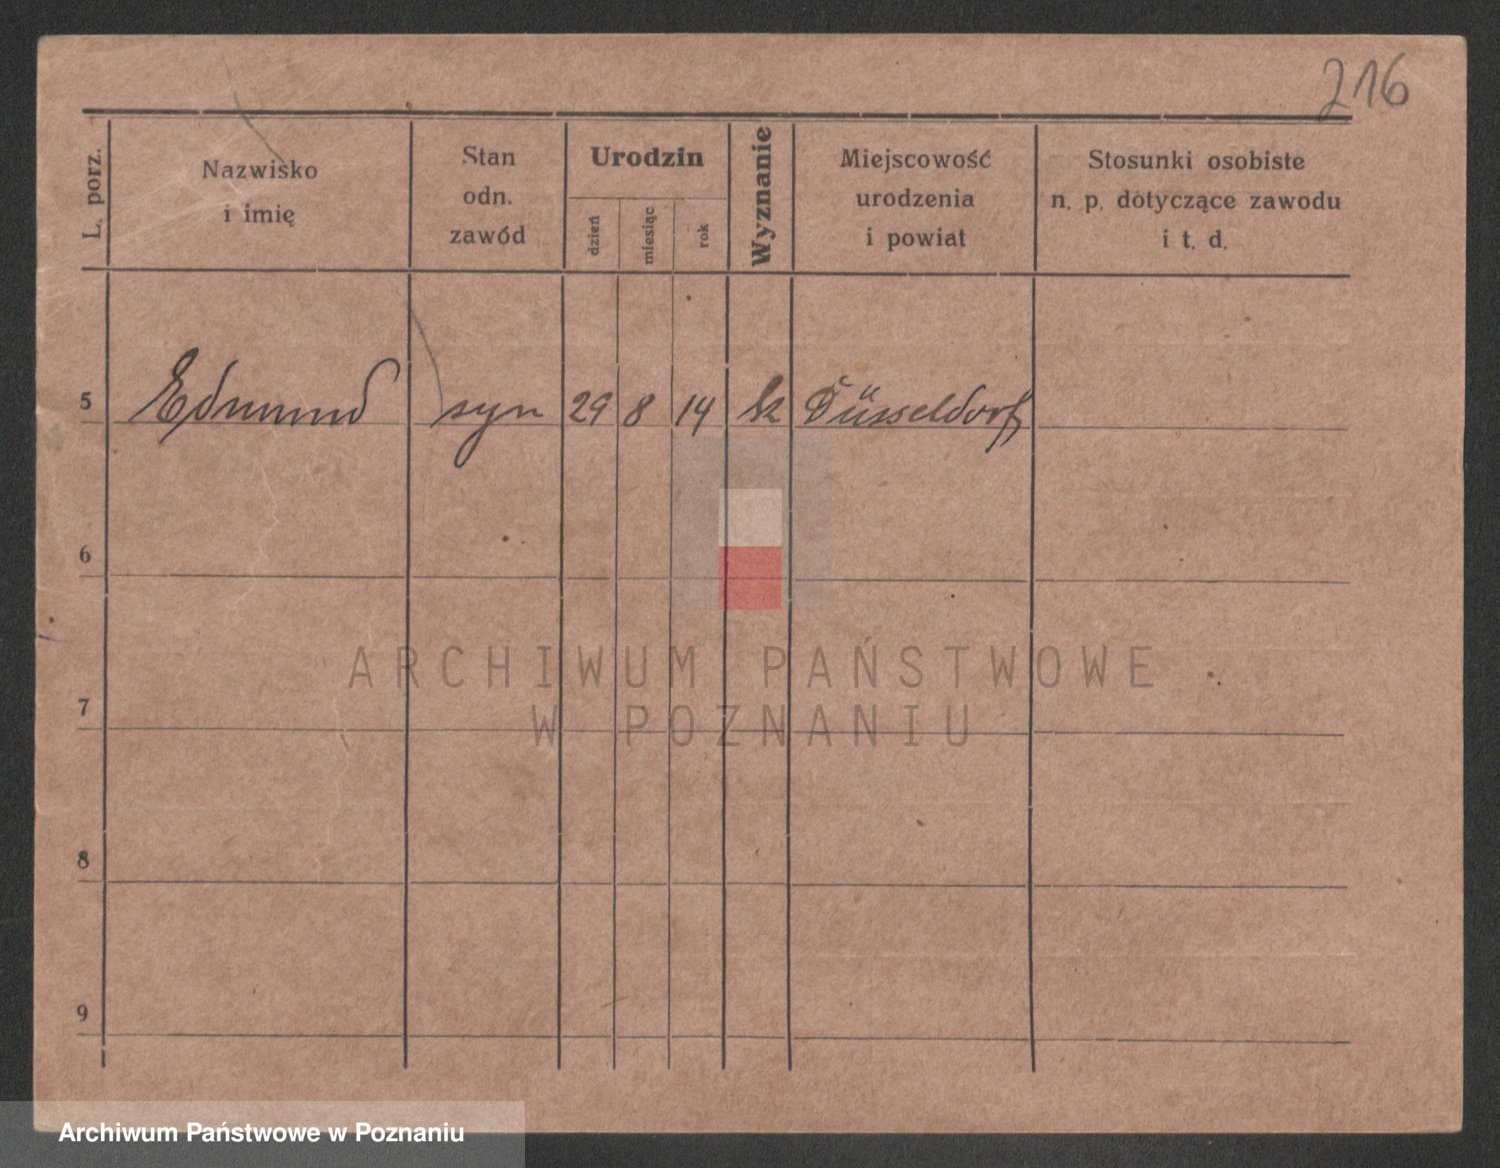 216
L. porz.
Nazwisko
i imię
Stan
odn.
zawód
Urodzin
dzień
miesiąc
rok
Wyznanie
Miejscowość
urodzenia
i powiat
Stosunki osobiste
n. p. dotyczące zawodu
i t. d.
5 Edmund syn 29 8 14 Düsseldorf
6
ARCHIWUM PAŃSTWOWE
7
W POZNANIU
8
9
Archiwum Państwowe w Poznaniu